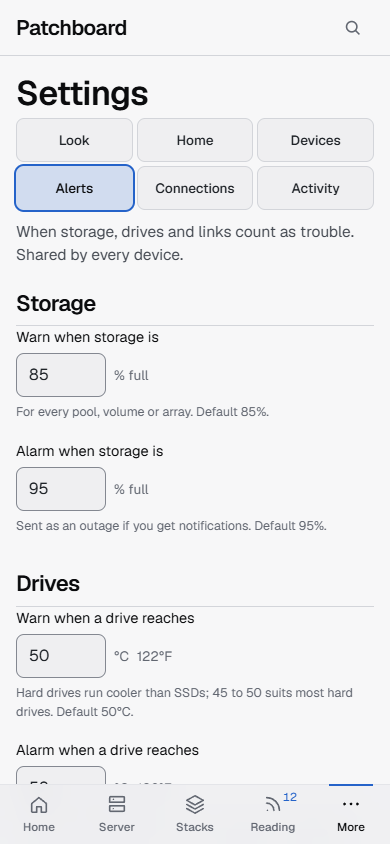 Patchboard
Settings
Look
Home
Devices
Alerts
Connections
Activity
When storage, drives and links count as trouble.
Shared by every device.
Storage
Warn when storage is
85 % full
For every pool, volume or array. Default 85%.
Alarm when storage is
95 % full
Sent as an outage if you get notifications. Default 95%.
Drives
Warn when a drive reaches
50 °C 122°F
Hard drives run cooler than SSDs; 45 to 50 suits most hard
drives. Default 50°C.
Alarm when a drive reaches
12
Home
Server
Stacks
Reading
More